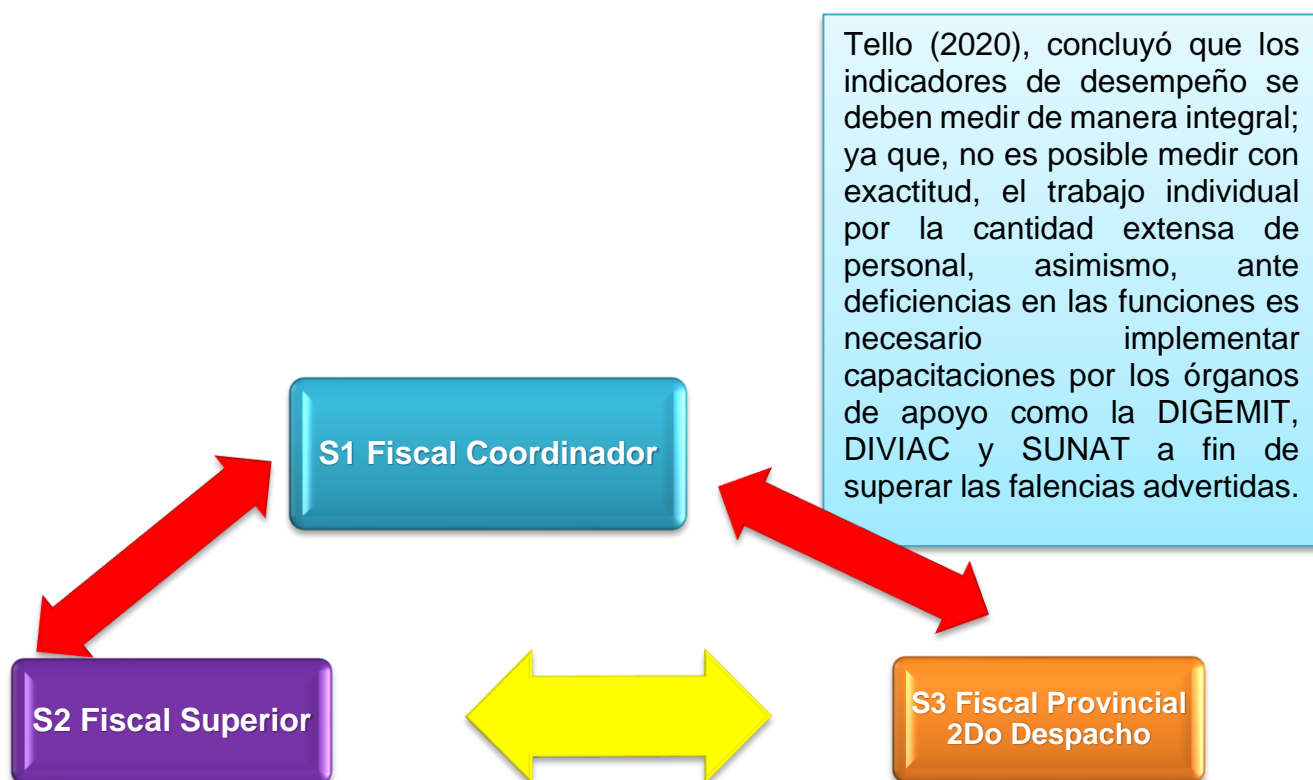 Tello (2020), concluyó que los
indicadores de desempeño se
deben medir de manera integral;
ya que, no es posible medir con
exactitud, el trabajo individual
por la cantidad extensa de
personal, asimismo, ante
deficiencias en las funciones es
necesario implementar
capacitaciones por los órganos
de apoyo como la DIGEMIT,
DIVIAC y SUNAT a fin de
superar las falencias advertidas.
S1 Fiscal Coordinador
S2 Fiscal Superior
S3 Fiscal Provincial
2Do Despacho